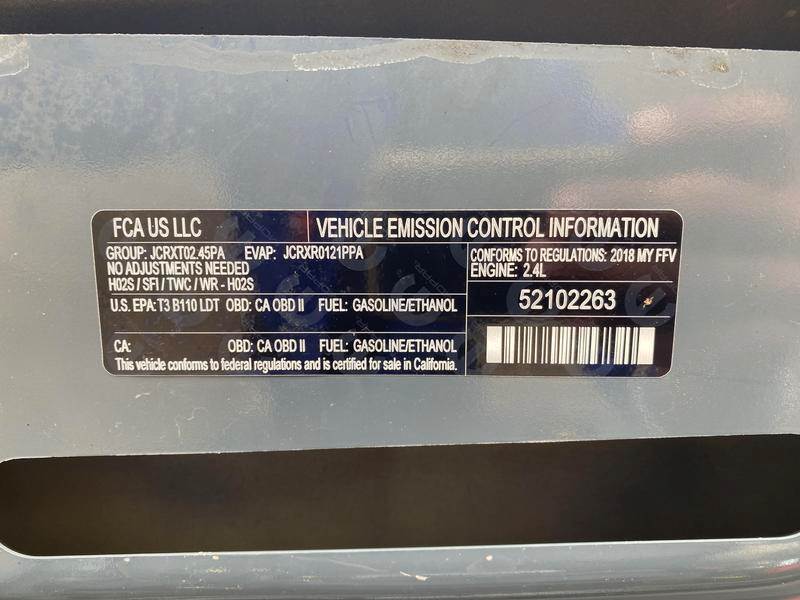 FCA US LLC
VEHICLE EMISSION CONTROL INFORMATION
GROUP: JCRXT02.45PA EVAP: JCRXR0121PPA
NO ADJUSTMENTS NEEDED
H02S / SFI / TWC / WR - H02S
CONFORMS TO REGULATIONS: 2018 MY FFV
ENGINE: 2.4L
U.S. EPA: T3 B110 LDT OBD: CA OBD II FUEL: GASOLINE/ETHANOL
52102263
CA: OBD: CA OBD II FUEL: GASOLINE/ETHANOL
This vehicle conforms to federal regulations and is certified for sale in California.